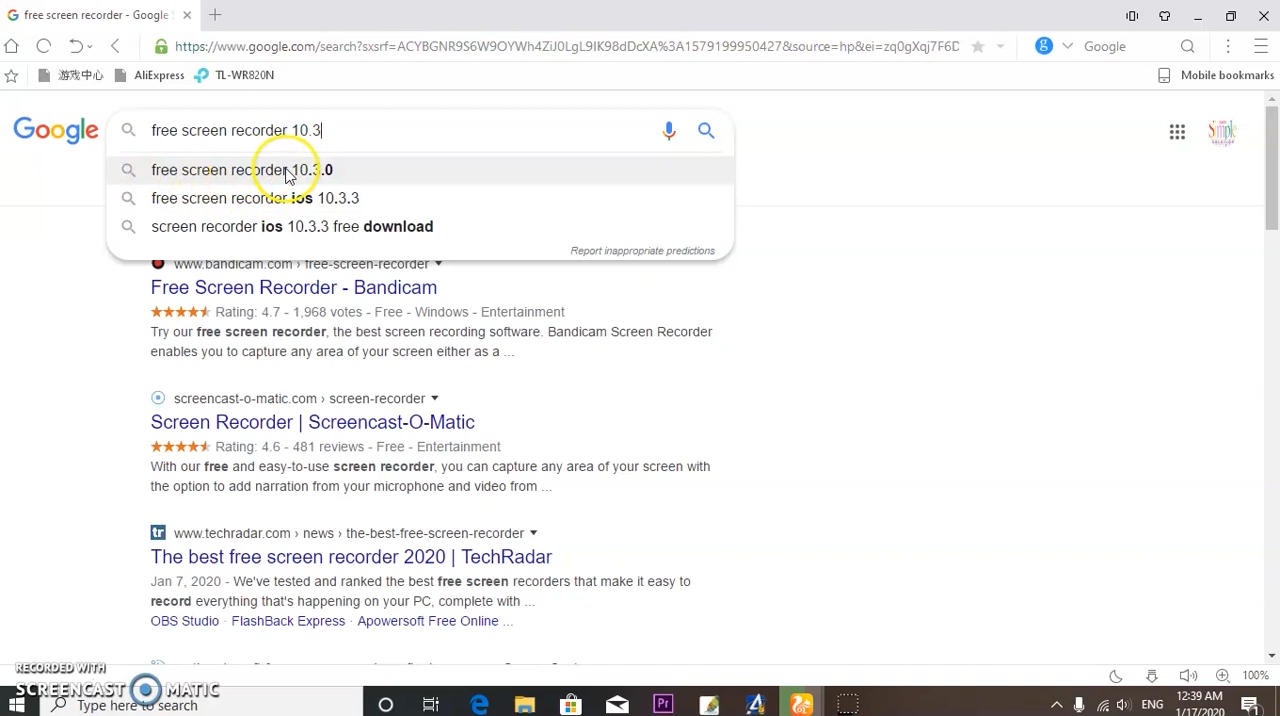 free screen recorder - Google S
https://www.google.com/search?sxsrf=ACYBGNR9S6W9OYWh4ZiJ0LgL9IK98dDcXA%3A1579199950427&source=hp&ei=zq0gXqj7F6D
Google
游戏中心
AliExpress
TL-WR820N
Mobile bookmarks
Google
free screen recorder 10.3
free screen recorder 10.3.0
free screen recorder ios 10.3.3
screen recorder ios 10.3.3 free download
Report inappropriate predictions
www.bandicam.com › free-screen-recorder
Free Screen Recorder - Bandicam
Rating: 4.7 - 1,968 votes - Free - Windows - Entertainment
Try our free screen recorder, the best screen recording software. Bandicam Screen Recorder
enables you to capture any area of your screen either as a ...
screencast-o-matic.com › screen-recorder
Screen Recorder | Screencast-O-Matic
Rating: 4.6 - 481 reviews - Free - Entertainment
With our free and easy-to-use screen recorder, you can capture any area of your screen with
the option to add narration from your microphone and video from ...
tr www.techradar.com › news › the-best-free-screen-recorder
The best free screen recorder 2020 | TechRadar
Jan 7, 2020 - We've tested and ranked the best free screen recorders that make it easy to
record everything that's happening on your PC, complete with ...
OBS Studio · FlashBack Express · Apowersoft Free Online ...
100%
RECORDED WITH
SCREENCAST MATIC
Type here to search
Pr
ENG
12:39 AM
1/17/2020